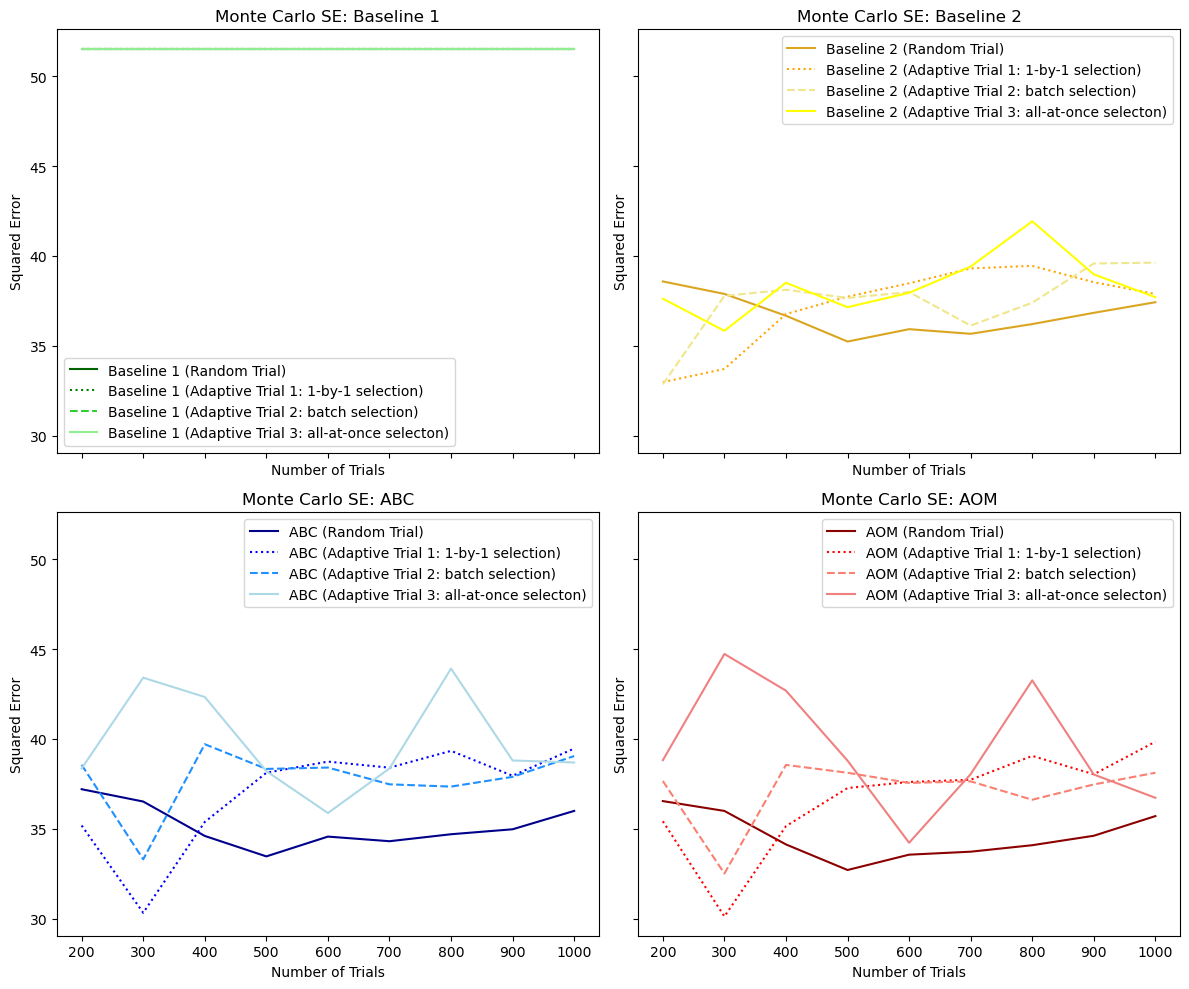 Monte Carlo SE: Baseline 1
50
45
40
35
30
Squared Error
Baseline 1 (Random Trial)
Baseline 1 (Adaptive Trial 1: 1-by-1 selection)
Baseline 1 (Adaptive Trial 2: batch selection)
Baseline 1 (Adaptive Trial 3: all-at-once selecton)
Number of Trials
Monte Carlo SE: Baseline 2
Squared Error
Baseline 2 (Random Trial)
Baseline 2 (Adaptive Trial 1: 1-by-1 selection)
Baseline 2 (Adaptive Trial 2: batch selection)
Baseline 2 (Adaptive Trial 3: all-at-once selecton)
Number of Trials
Monte Carlo SE: ABC
50
45
40
35
30
Squared Error
ABC (Random Trial)
ABC (Adaptive Trial 1: 1-by-1 selection)
ABC (Adaptive Trial 2: batch selection)
ABC (Adaptive Trial 3: all-at-once selecton)
200 300 400 500 600 700 800 900 1000
Number of Trials
Monte Carlo SE: AOM
Squared Error
AOM (Random Trial)
AOM (Adaptive Trial 1: 1-by-1 selection)
AOM (Adaptive Trial 2: batch selection)
AOM (Adaptive Trial 3: all-at-once selecton)
200 300 400 500 600 700 800 900 1000
Number of Trials